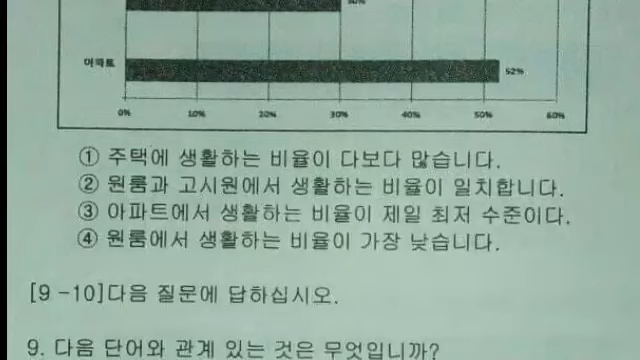 30%
아파트
52%
0% 10% 20% 30% 40% 50% 60%
① 주택에 생활하는 비율이 다보다 많습니다.
② 원룸과 고시원에서 생활하는 비율이 일치합니다.
③ 아파트에서 생활하는 비율이 제일 최저 수준이다.
④ 원룸에서 생활하는 비율이 가장 낮습니다.
[9 -10]다음 질문에 답하십시오.
9. 다음 단어와 관계 있는 것은 무엇입니까?